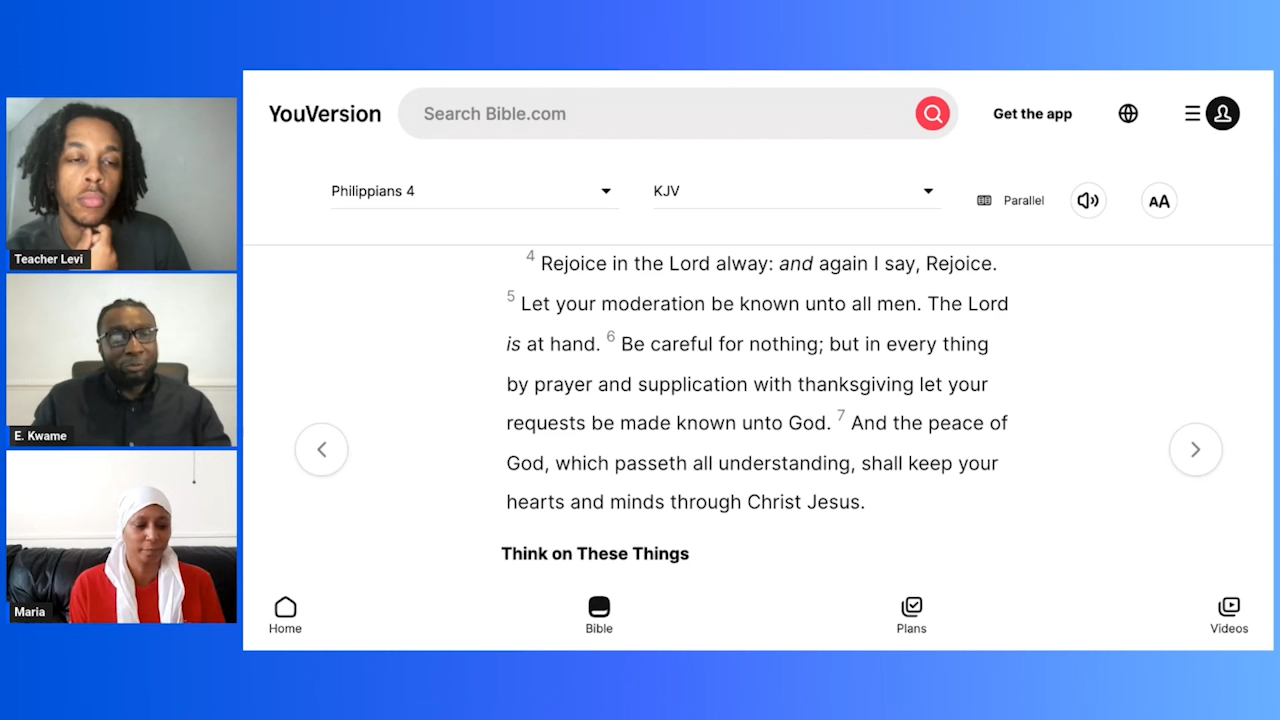 YouVersion
Search Bible.com
Get the app
Philippians 4
KJV
Parallel
AA
4 Rejoice in the Lord alway: and again I say, Rejoice.
5 Let your moderation be known unto all men. The Lord
is at hand. 6 Be careful for nothing; but in every thing
by prayer and supplication with thanksgiving let your
requests be made known unto God. 7 And the peace of
God, which passeth all understanding, shall keep your
hearts and minds through Christ Jesus.
Think on These Things
Home
Bible
Plans
Videos
Teacher Levi
E. Kwame
Maria